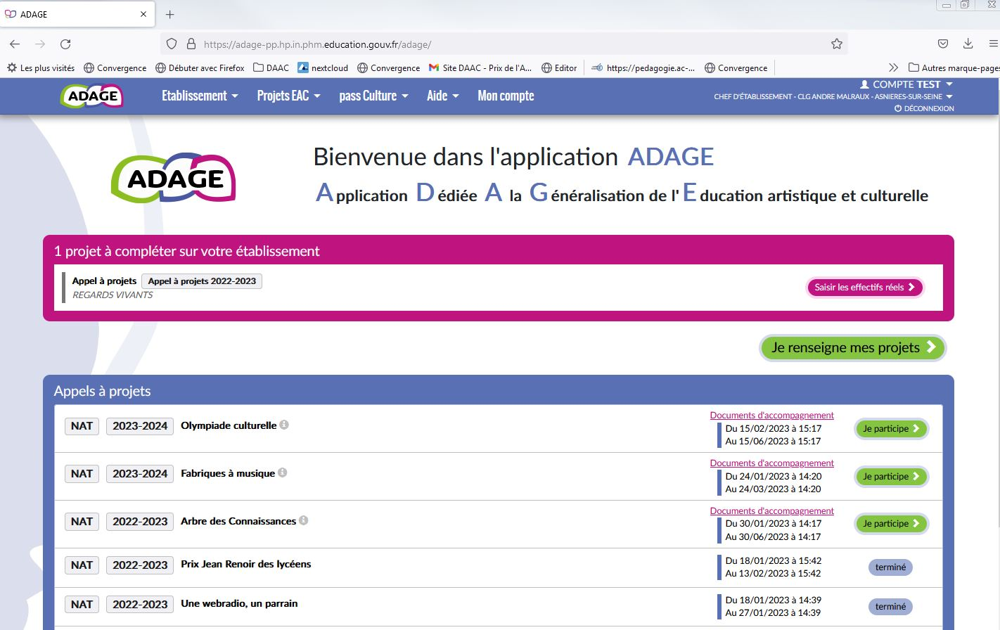 ADAGE
https://adage-pp.hp.in.phm.education.gouv.fr/adage/
Les plus visités Convergence Débuter avec Firefox DAAC nextcloud Convergence Site DAAC - Prix de l'A... Editor https://pedagogie.ac-... Convergence Autres marque-pages
ADAGE Etablissement Projets EAC pass Culture Aide Mon compte
COMPTE TEST
CHEF D'ÉTABLISSEMENT - CLG ANDRE MALRAUX - ASNIERES-SUR-SEINE
DÉCONNEXION
ADAGE
Bienvenue dans l'application ADAGE
Application Dédiée A la Généralisation de l'Education artistique et culturelle
1 projet à compléter sur votre établissement
Appel à projets Appel à projets 2022-2023
REGARDS VIVANTS
Saisir les effectifs réels
Je renseigne mes projets
Appels à projets
NAT 2023-2024 Olympiade culturelle
Documents d'accompagnement
Du 15/02/2023 à 15:17
Au 15/06/2023 à 15:17
Je participe
NAT 2023-2024 Fabriques à musique
Documents d'accompagnement
Du 24/01/2023 à 14:20
Au 24/03/2023 à 14:20
Je participe
NAT 2022-2023 Arbre des Connaissances
Documents d'accompagnement
Du 30/01/2023 à 14:17
Au 30/06/2023 à 14:17
Je participe
NAT 2022-2023 Prix Jean Renoir des lycéens
Du 18/01/2023 à 15:42
Au 13/02/2023 à 15:42
terminé
NAT 2022-2023 Une webradio, un parrain
Du 18/01/2023 à 14:39
Au 27/01/2023 à 14:39
terminé